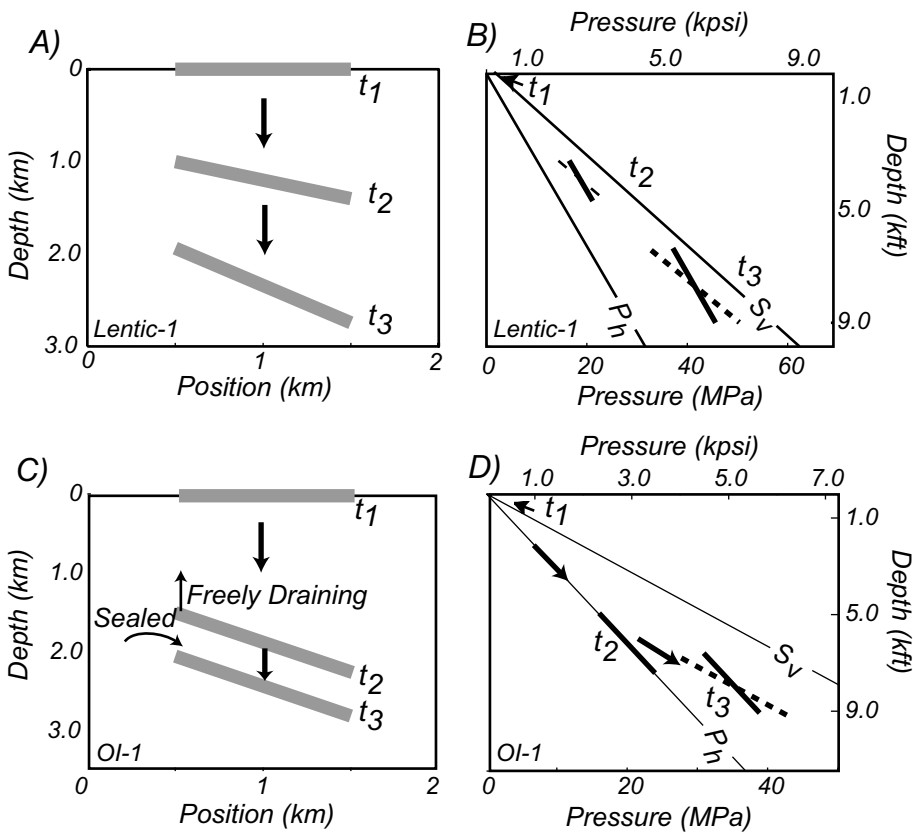 A)
0
1.0
2.0
3.0
Depth (km)
t1
t2
t3
Lentic-1
0
1
2
Position (km)
B)
Pressure (kpsi)
1.0
5.0
9.0
t1
t2
t3
Sv
Ph
Lentic-1
1.0
5.0
9.0
Depth (kft)
0
20
40
60
Pressure (MPa)
C)
0
1.0
2.0
3.0
Depth (km)
t1
Freely Draining
Sealed
t2
t3
OI-1
0
1
2
Position (km)
D)
Pressure (kpsi)
1.0
3.0
5.0
7.0
t1
t2
t3
Sv
Ph
OI-1
1.0
5.0
9.0
Depth (kft)
0
20
40
Pressure (MPa)